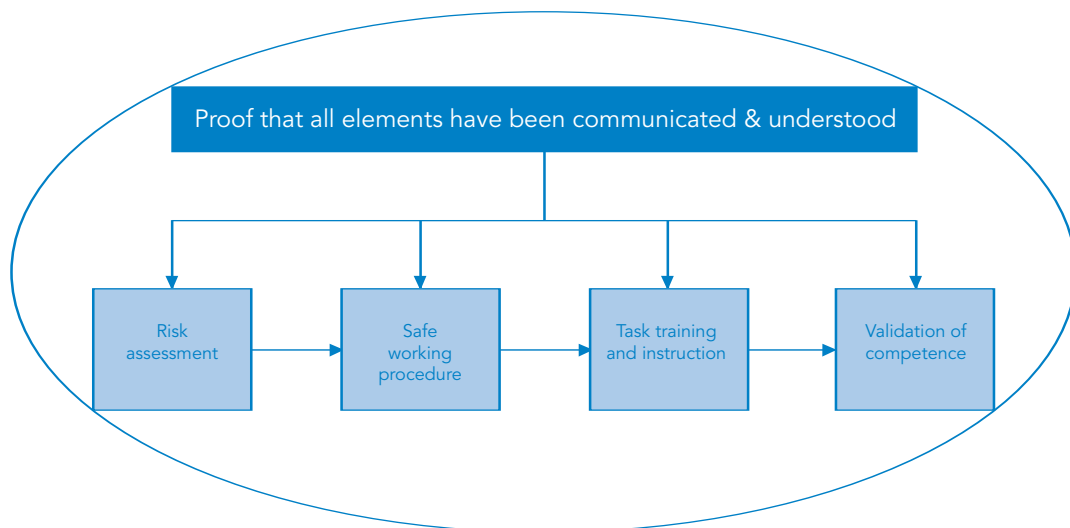 Proof that all elements have been communicated & understood
Risk
assessment
Safe
working
procedure
Task training
and instruction
Validation of
competence